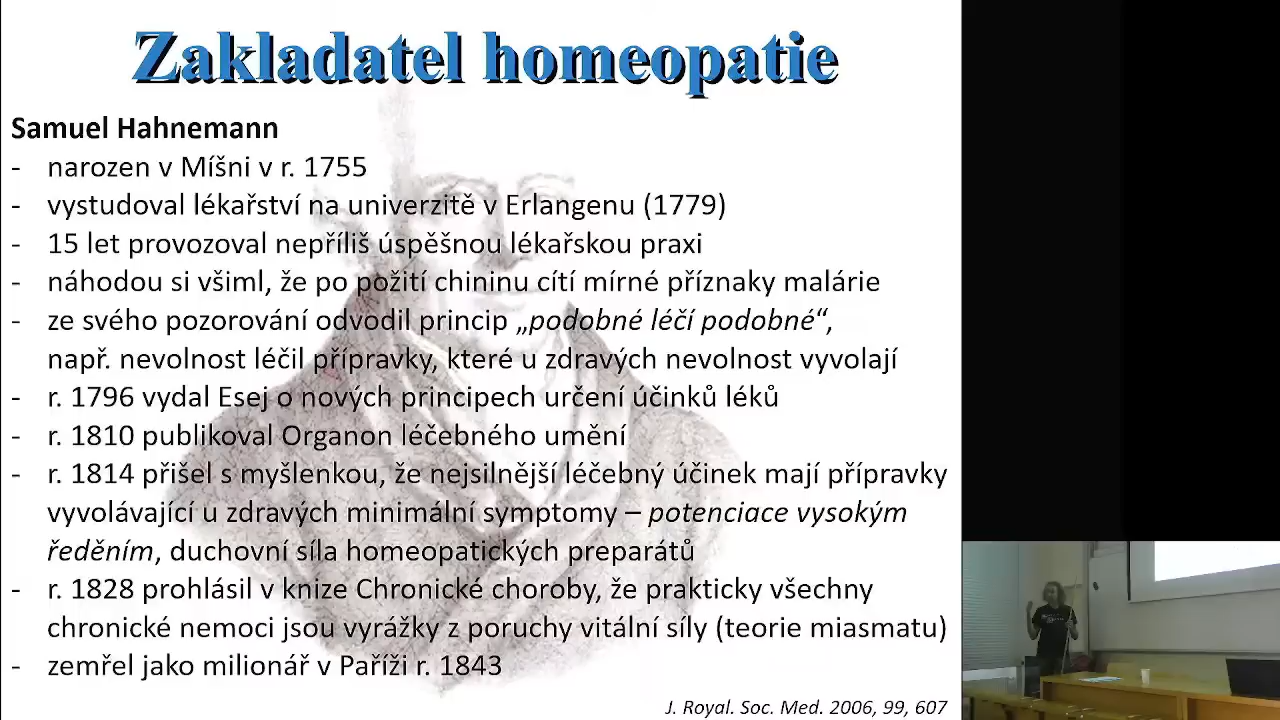 Zakladatel homeopatie
Samuel Hahnemann
- narozen v Míšni v r. 1755
- vystudoval lékařství na univerzitě v Erlangenu (1779)
- 15 let provozoval nepříliš úspěšnou lékařskou praxi
- náhodou si všiml, že po požití chininu cítí mírné příznaky malárie
- ze svého pozorování odvodil princip „podobné léčí podobné“,
např. nevolnost léčil přípravky, které u zdravých nevolnost vyvolají
- r. 1796 vydal Esej o nových principech určení účinků léků
- r. 1810 publikoval Organon léčebného umění
- r. 1814 přišel s myšlenkou, že nejsilnější léčebný účinek mají přípravky
vyvolávající u zdravých minimální symptomy – potenciace vysokým
ředěním, duchovní síla homeopatických preparátů
- r. 1828 prohlásil v knize Chronické choroby, že prakticky všechny
chronické nemoci jsou vyrážky z poruchy vitální síly (teorie miasmatu)
- zemřel jako milionář v Paříži r. 1843
J. Royal. Soc. Med. 2006, 99, 607